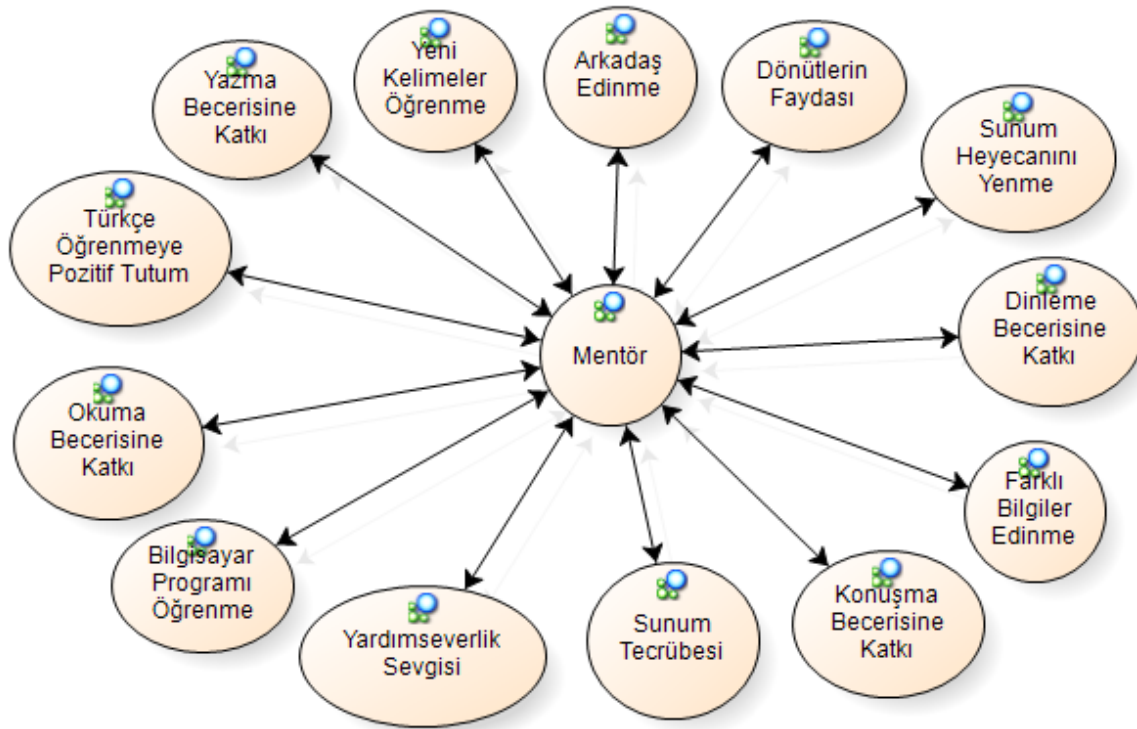 Yazma
Becerisine
Katkı
Yeni
Kelimeler
Öğrenme
Arkadaş
Edinme
Dönütlerin
Faydası
Sunum
Heyecanını
Yenme
Türkçe
Öğrenmeye
Pozitif Tutum
Mentör
Dinleme
Becerisine
Katkı
Okuma
Becerisine
Katkı
Farklı
Bilgiler
Edinme
Bilgisayar
Programı
Öğrenme
Yardımseverlik
Sevgisi
Sunum
Tecrübesi
Konuşma
Becerisine
Katkı